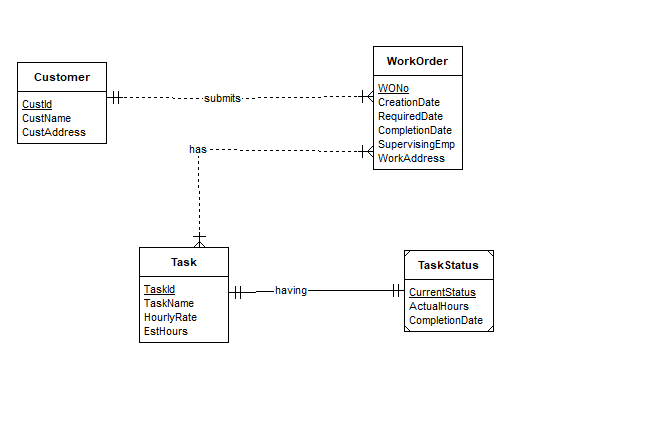 Customer
CustId
CustName
CustAddress
submits
WorkOrder
WONo
CreationDate
RequiredDate
CompletionDate
SupervisingEmp
WorkAddress
has
Task
TaskId
TaskName
HourlyRate
EstHours
having
TaskStatus
CurrentStatus
ActualHours
CompletionDate